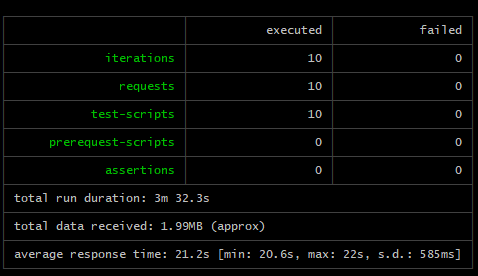 executed failed
iterations 10 0
requests 10 0
test-scripts 10 0
prerequest-scripts 0 0
assertions 0 0
total run duration: 3m 32.3s
total data received: 1.99MB (approx)
average response time: 21.2s [min: 20.6s, max: 22s, s.d.: 585ms]